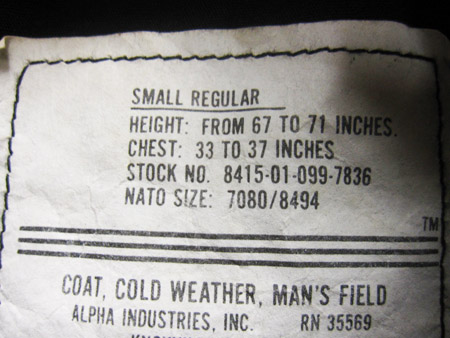 SMALL REGULAR
HEIGHT: FROM 67 TO 71 INCHES.
CHEST: 33 TO 37 INCHES
STOCK NO. 8415-01-099-7836
NATO SIZE: 7080/8494
TM
COAT, COLD WEATHER, MAN'S FIELD
ALPHA INDUSTRIES, INC. RN 35569